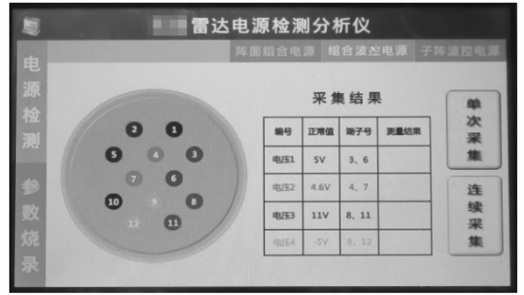 雷达电源检测分析仪
阵面组合电源 组合波控电源 子阵波控电源
电源检测
参数烧录
2 1
5 4 3
7 6
10 9 8
12 11
采集结果
编号 正常值 端子号 测量结果
电压1 5V 3、6
电压2 4.6V 4、7
电压3 11V 8、11
电压4 -5V 9、12
单次采集
连续采集